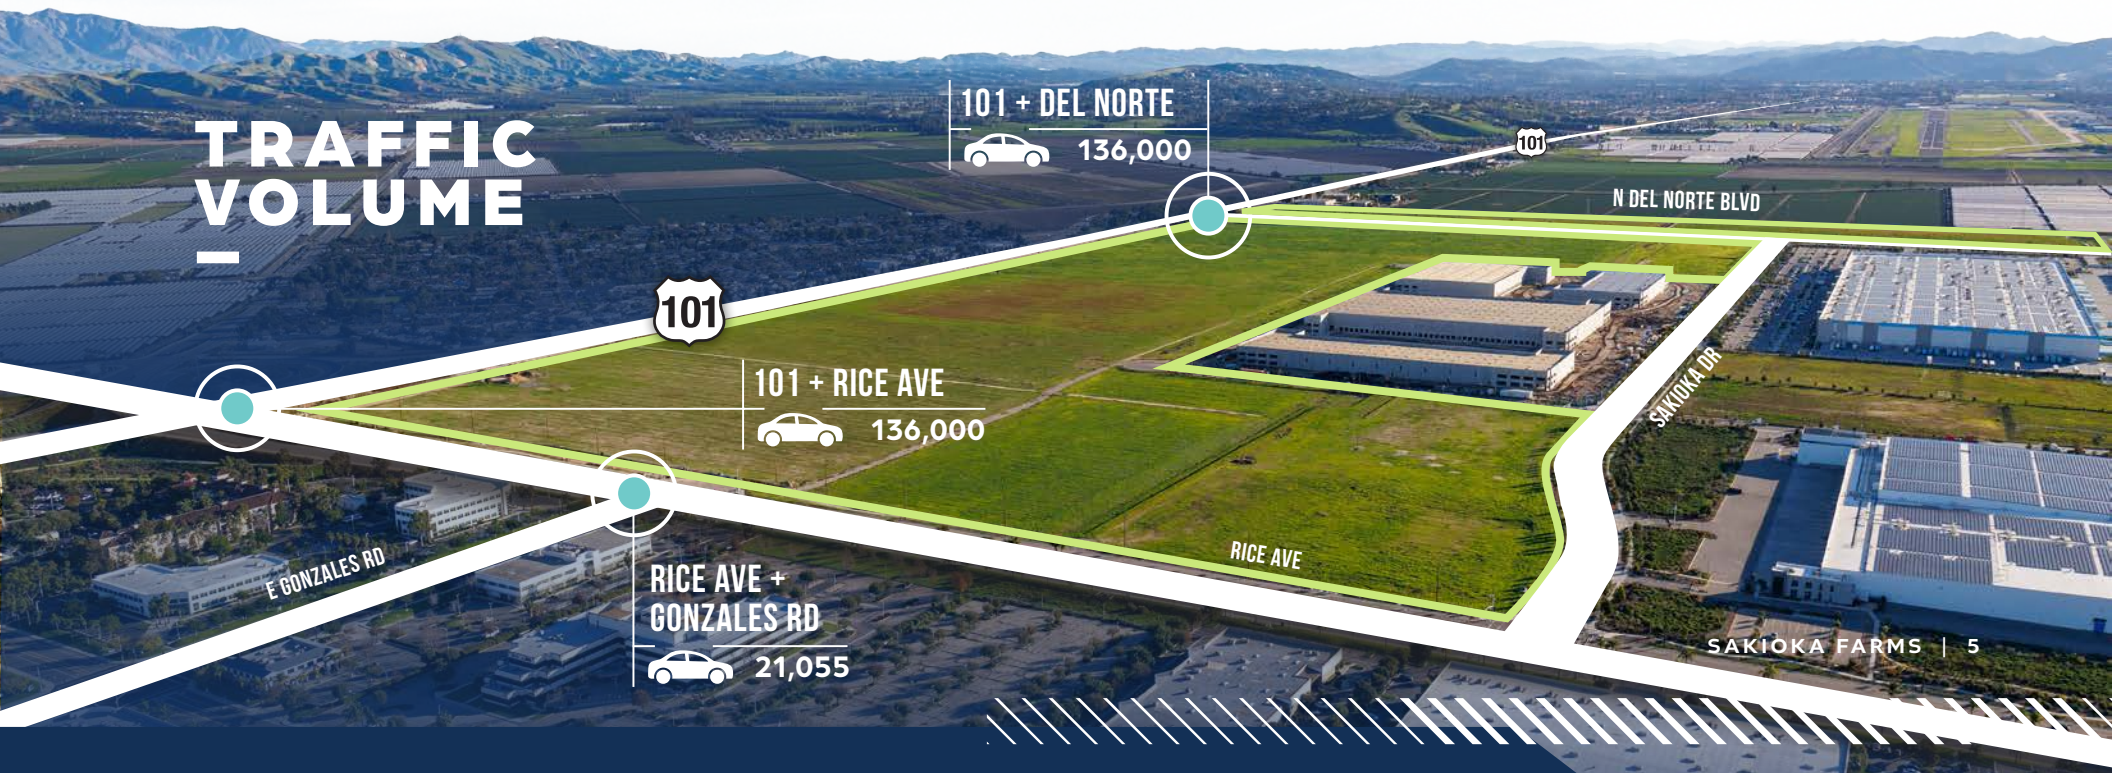 TRAFFIC
VOLUME
101 + DEL NORTE
136,000
101
N DEL NORTE BLVD
101
101 + RICE AVE
136,000
SAKIOKA DR
RICE AVE
E GONZALES RD
RICE AVE +
GONZALES RD
21,055
SAKIOKA FARMS | 5